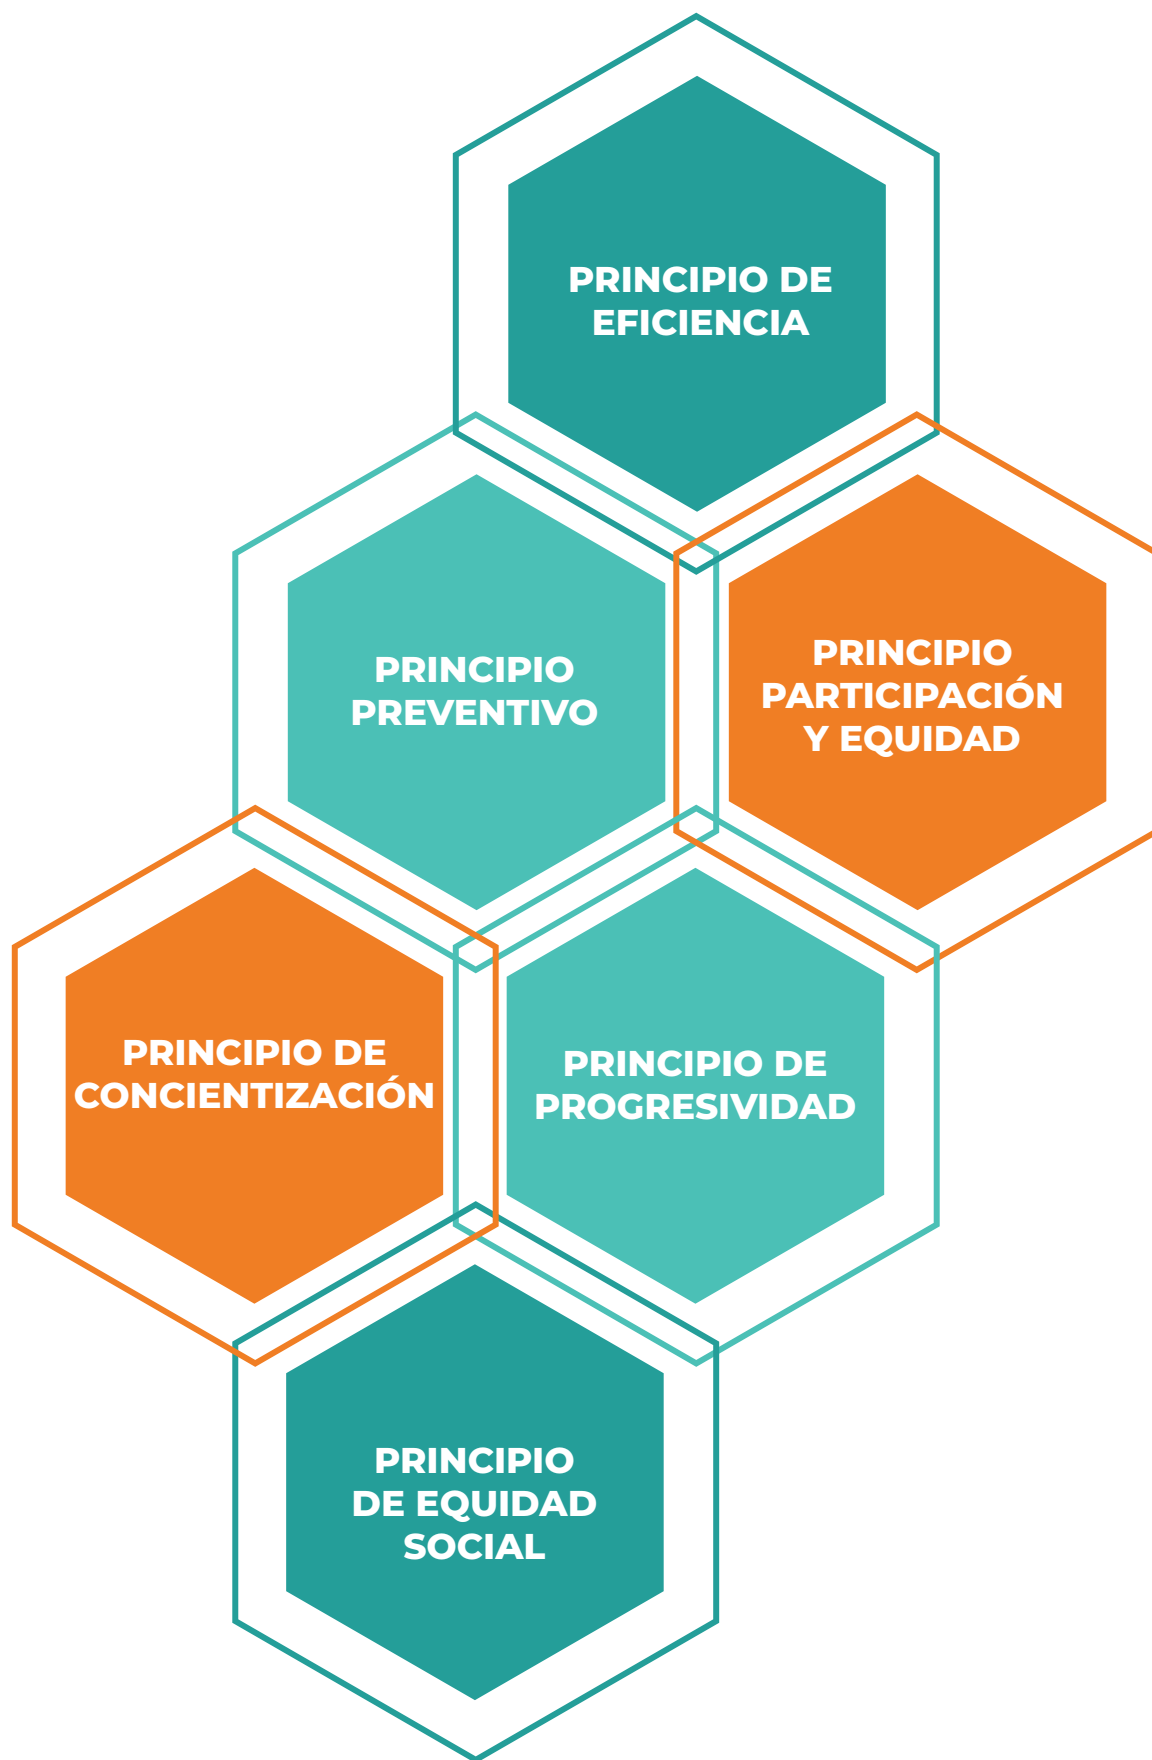 PRINCIPIO DE
EFICIENCIA
PRINCIPIO
PREVENTIVO
PRINCIPIO
PARTICIPACIÓN
Y EQUIDAD
PRINCIPIO DE
CONCIENTIZACIÓN
PRINCIPIO DE
PROGRESIVIDAD
PRINCIPIO
DE EQUIDAD
SOCIAL